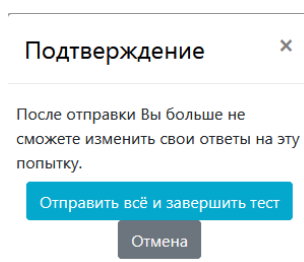 Подтверждение ×
После отправки Вы больше не
сможете изменить свои ответы на эту
попытку.
Отправить всё и завершить тест
Отмена